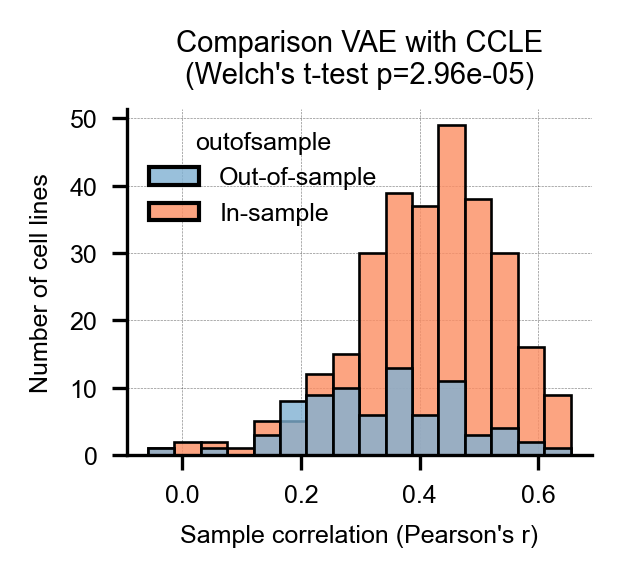 Comparison VAE with CCLE
(Welch's t-test p=2.96e-05)
outofsample
Out-of-sample
In-sample
Number of cell lines
50
40
30
20
10
0
0.0
0.2
0.4
0.6
Sample correlation (Pearson's r)